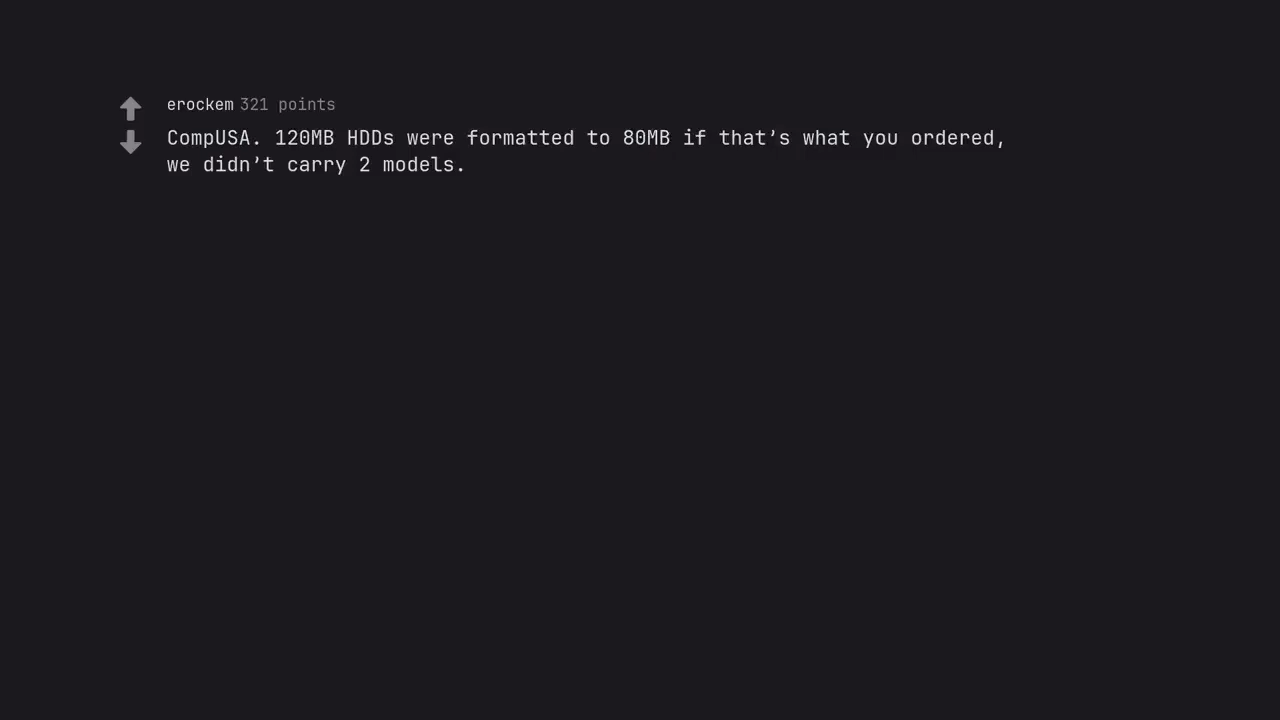 erockem 321 points
CompUSA. 120MB HDDs were formatted to 80MB if that’s what you ordered,
we didn’t carry 2 models.